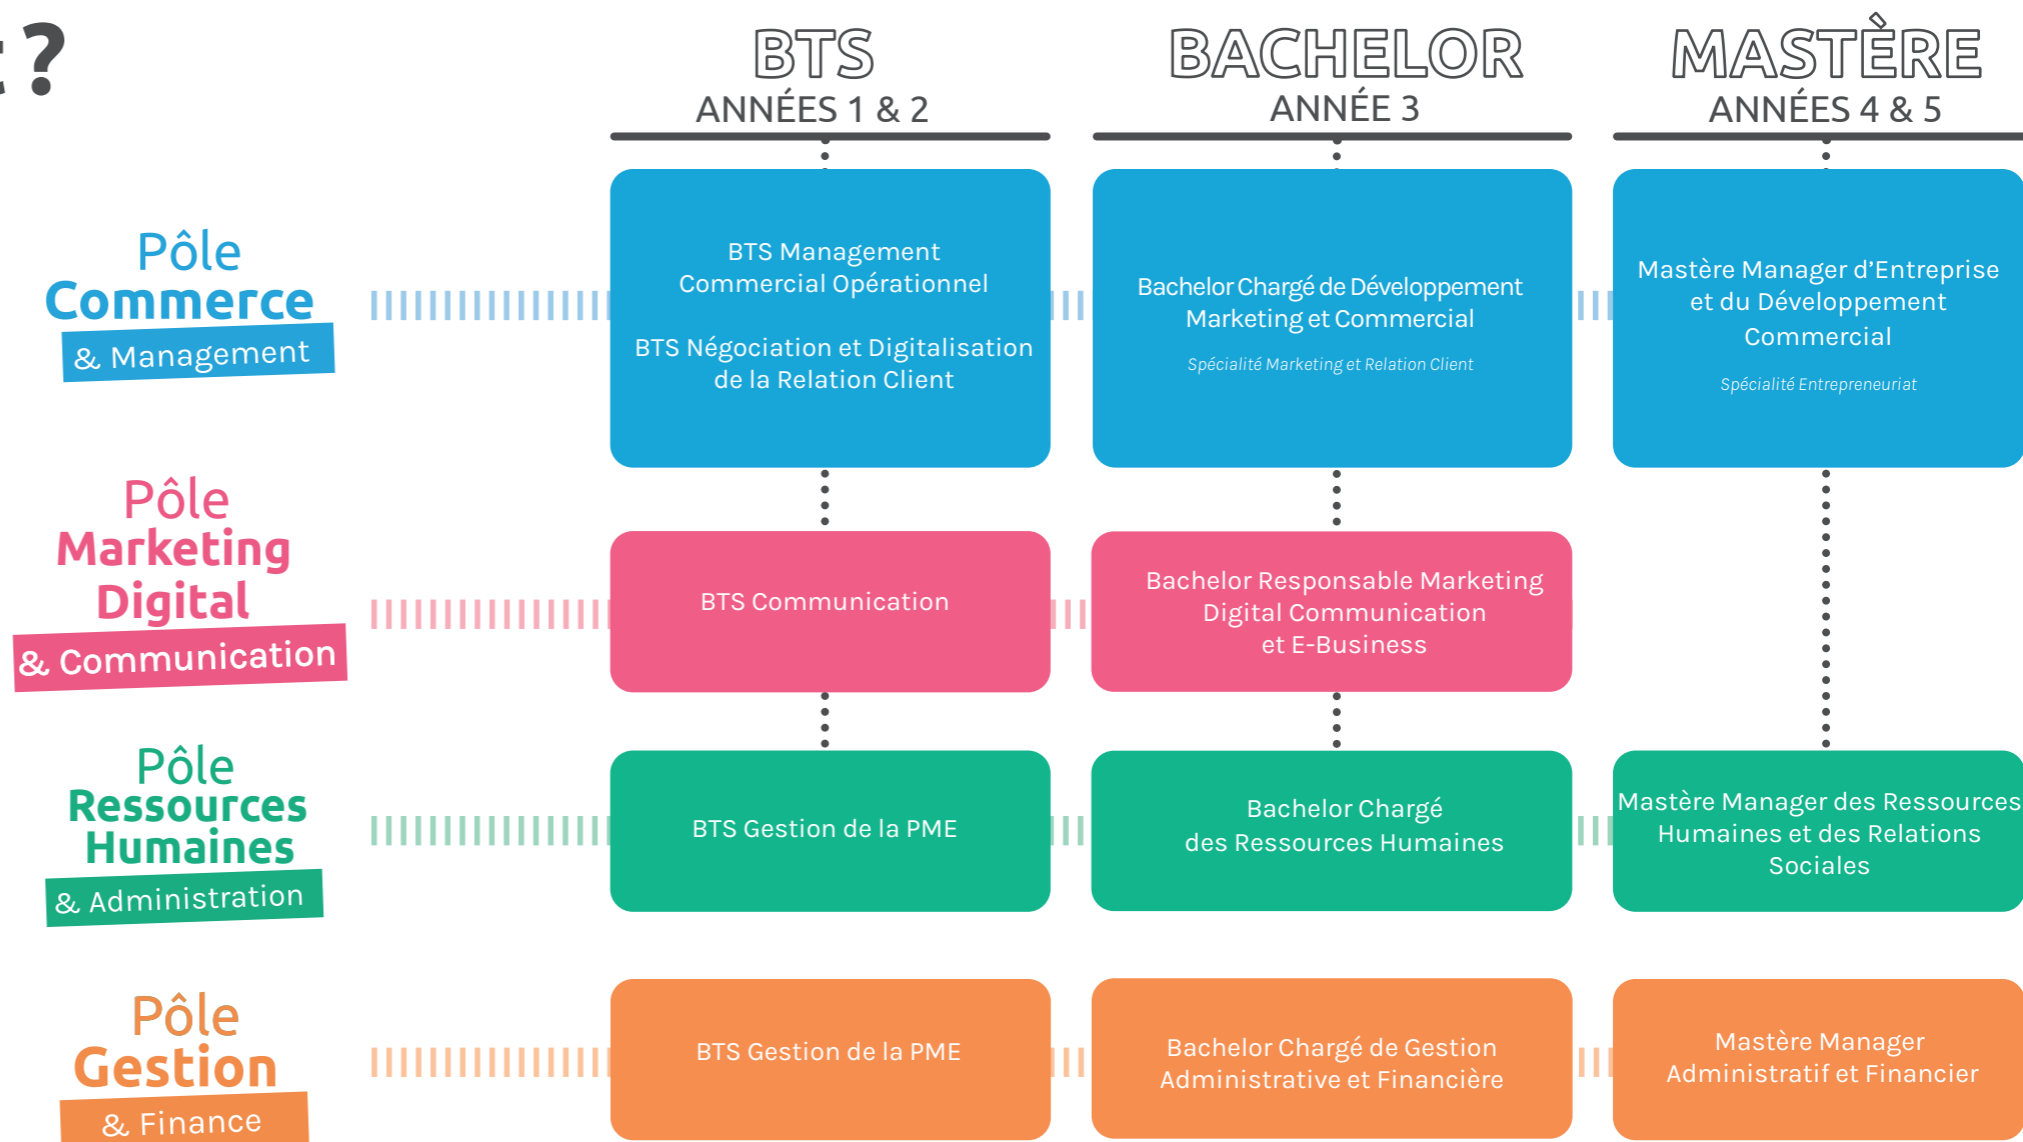 ?
BTS
ANNÉES 1 & 2
BACHELOR
ANNÉE 3
MASTÈRE
ANNÉES 4 & 5
Pôle
Commerce
& Management
BTS Management
Commercial Opérationnel
BTS Négociation et Digitalisation
de la Relation Client
Bachelor Chargé de Développement
Marketing et Commercial
Spécialité Marketing et Relation Client
Mastère Manager d’Entreprise
et du Développement
Commercial
Spécialité Entrepreneuriat
Pôle
Marketing
Digital
& Communication
BTS Communication
Bachelor Responsable Marketing
Digital Communication
et E-Business
Pôle
Ressources
Humaines
& Administration
BTS Gestion de la PME
Bachelor Chargé
des Ressources Humaines
Mastère Manager des Ressources
Humaines et des Relations
Sociales
Pôle
Gestion
& Finance
BTS Gestion de la PME
Bachelor Chargé de Gestion
Administrative et Financière
Mastère Manager
Administratif et Financier